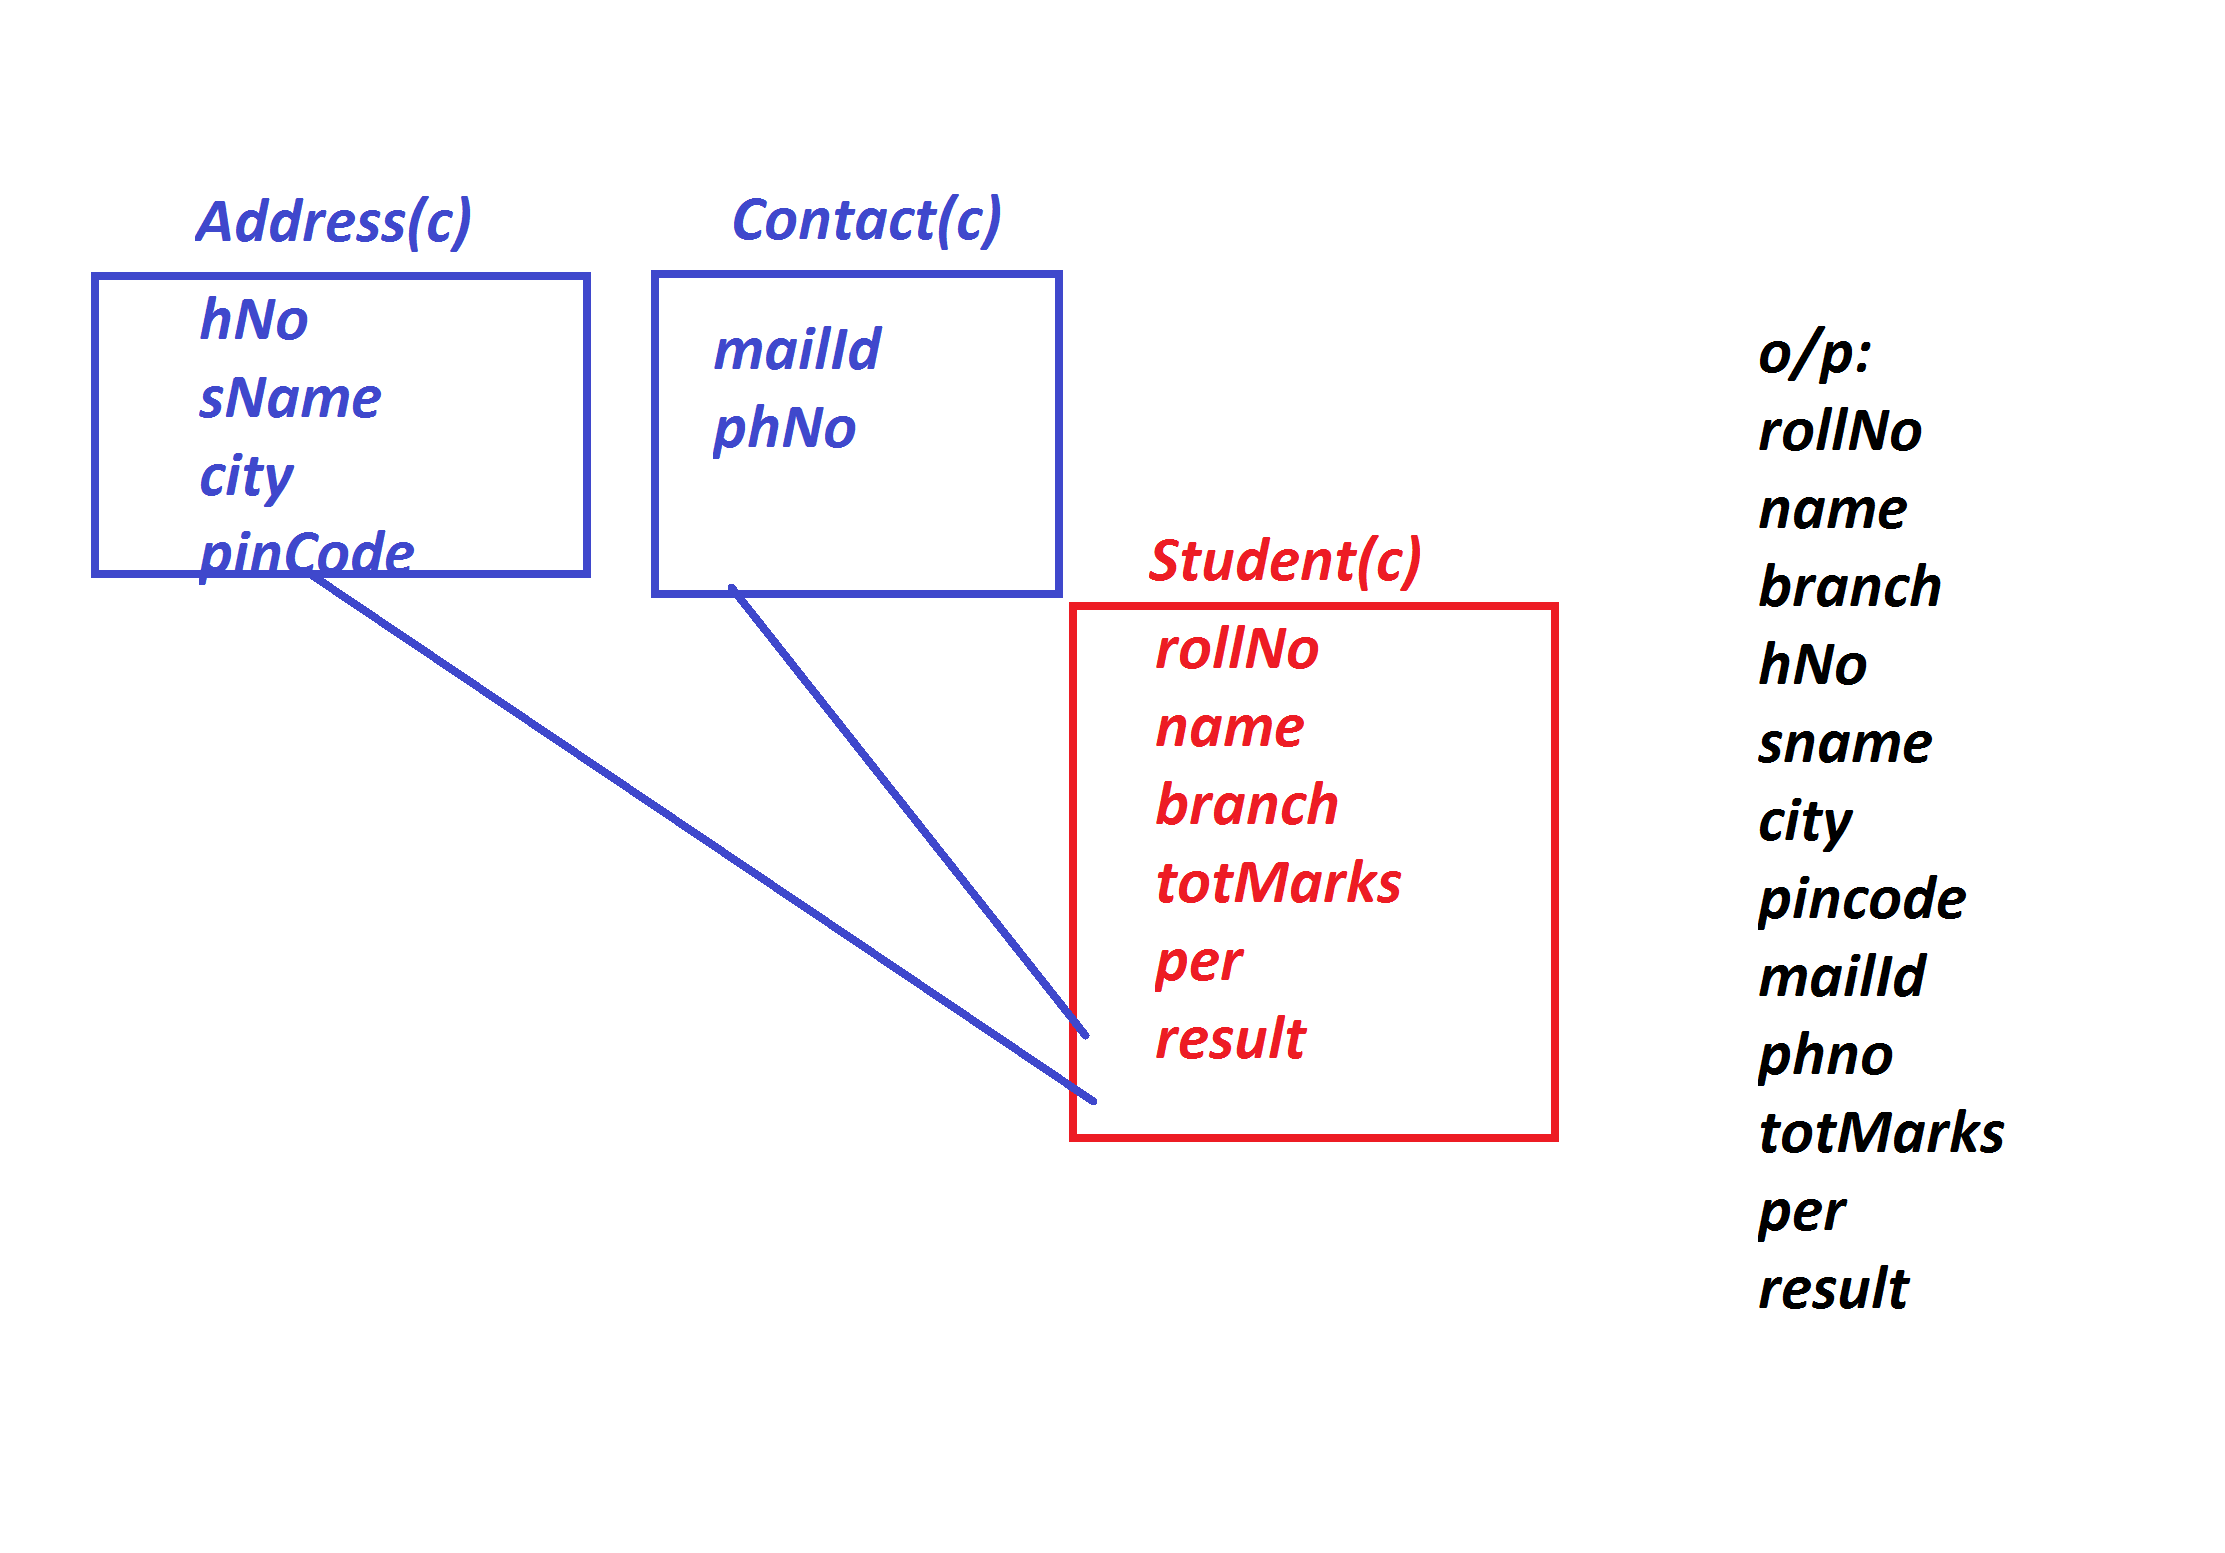 Address(c)
hNo
sName
city
pinCode
Contact(c)
mailId
phNo
Student(c)
rollNo
name
branch
totMarks
per
result
o/p:
rollNo
name
branch
hNo
sname
city
pincode
mailId
phno
totMarks
per
result